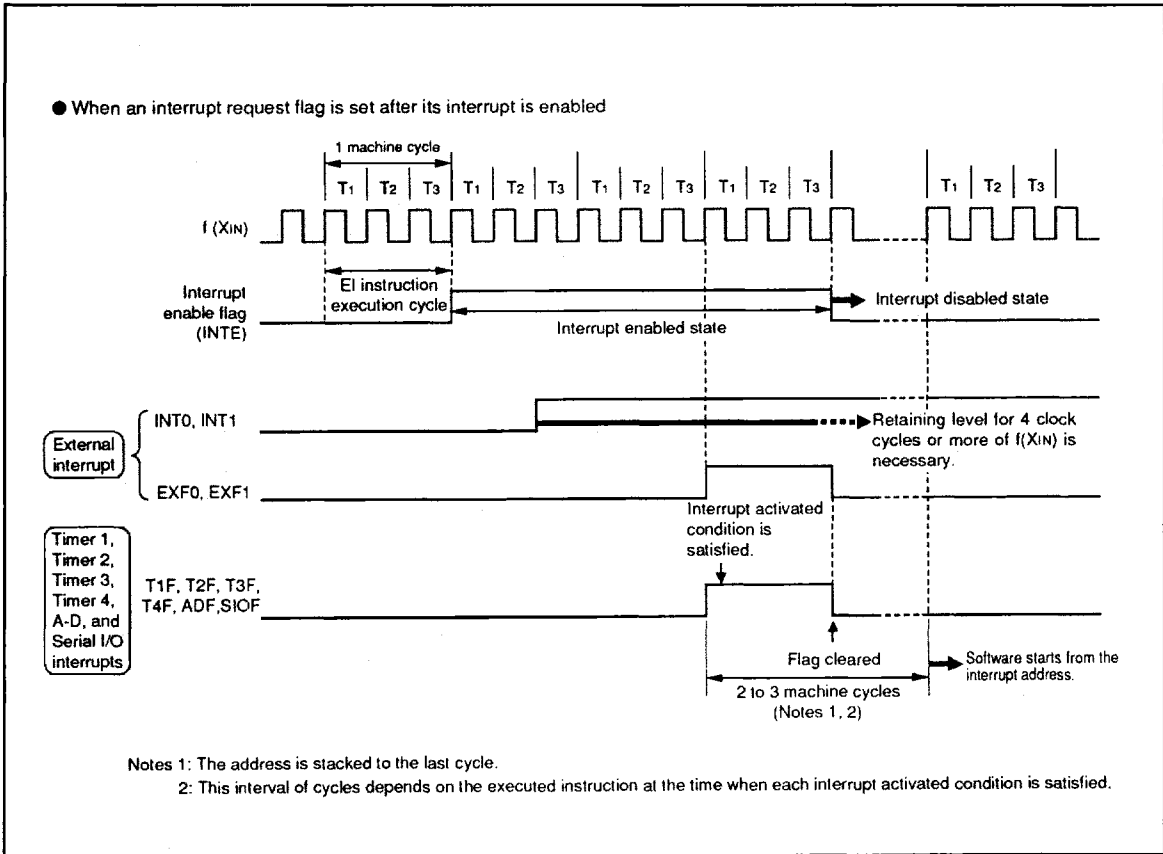 ● When an interrupt request flag is set after its interrupt is enabled
1 machine cycle
T1 T2 T3 T1 T2 T3 T1 T2 T3 T1 T2 T3 T1 T2 T3
f (XIN)
EI instruction
execution cycle
Interrupt
enable flag
(INTE)
Interrupt enabled state
Interrupt disabled state
External
interrupt
INT0, INT1
Retaining level for 4 clock
cycles or more of f(XIN) is
necessary.
EXF0, EXF1
Interrupt activated
condition is
satisfied.
Timer 1,
Timer 2,
Timer 3,
Timer 4,
A-D, and
Serial I/O
interrupts
T1F, T2F, T3F,
T4F, ADF,SIOF
Flag cleared
Software starts from the
interrupt address.
2 to 3 machine cycles
(Notes 1, 2)
Notes 1: The address is stacked to the last cycle.
2: This interval of cycles depends on the executed instruction at the time when each interrupt activated condition is satisfied.